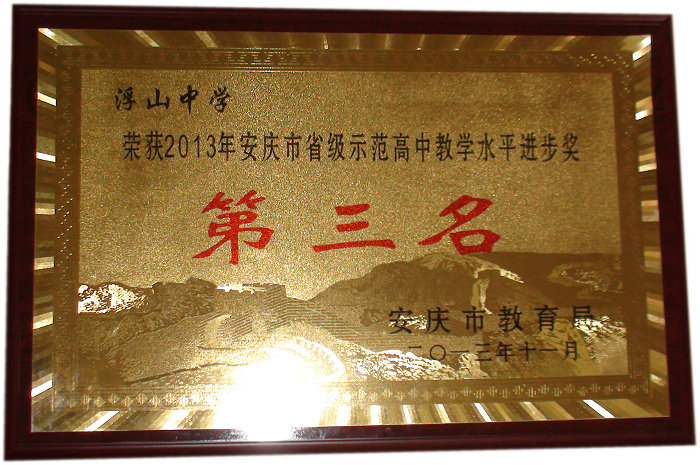 浮山中学
荣获2013年安庆市省级示范高中教学水平进步奖
第三名
安庆市教育局
二〇一三年十一月